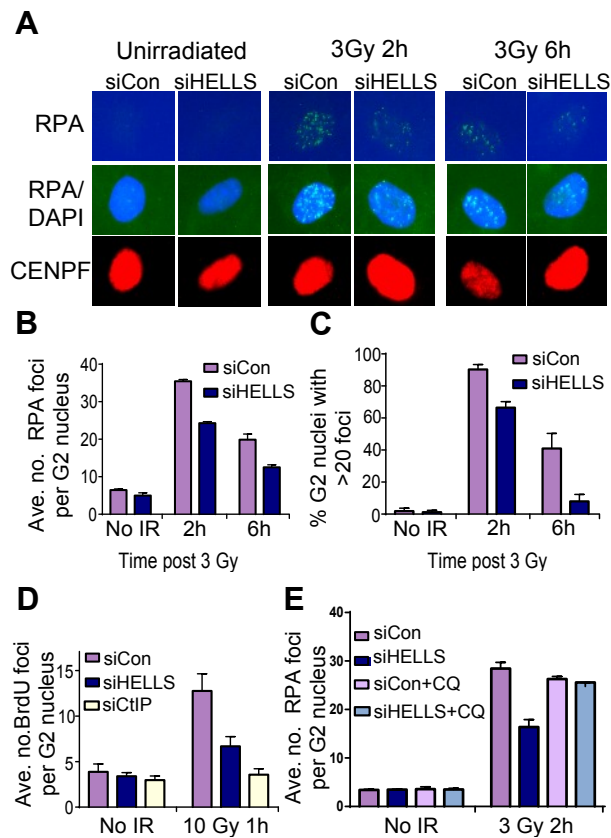 A
Unirradiated 3Gy 2h 3Gy 6h
siCon siHELLS siCon siHELLS siCon siHELLS
RPA
RPA/
DAPI
CENPF
B
Ave. no. RPA foci
per G2 nucleus
40
30
20
10
0
siCon
siHELLS
No IR 2h 6h
Time post 3 Gy
C
% G2 nuclei with
>20 foci
100
80
60
40
20
0
siCon
siHELLS
No IR 2h 6h
Time post 3 Gy
D
Ave. no.BrdU foci
per G2 nucleus
15
10
5
0
siCon
siHELLS
siCtIP
No IR 10 Gy 1h
E
Ave. no. RPA foci
per G2 nucleus
40
30
20
10
0
siCon
siHELLS
siCon+CQ
siHELLS+CQ
No IR 3 Gy 2h